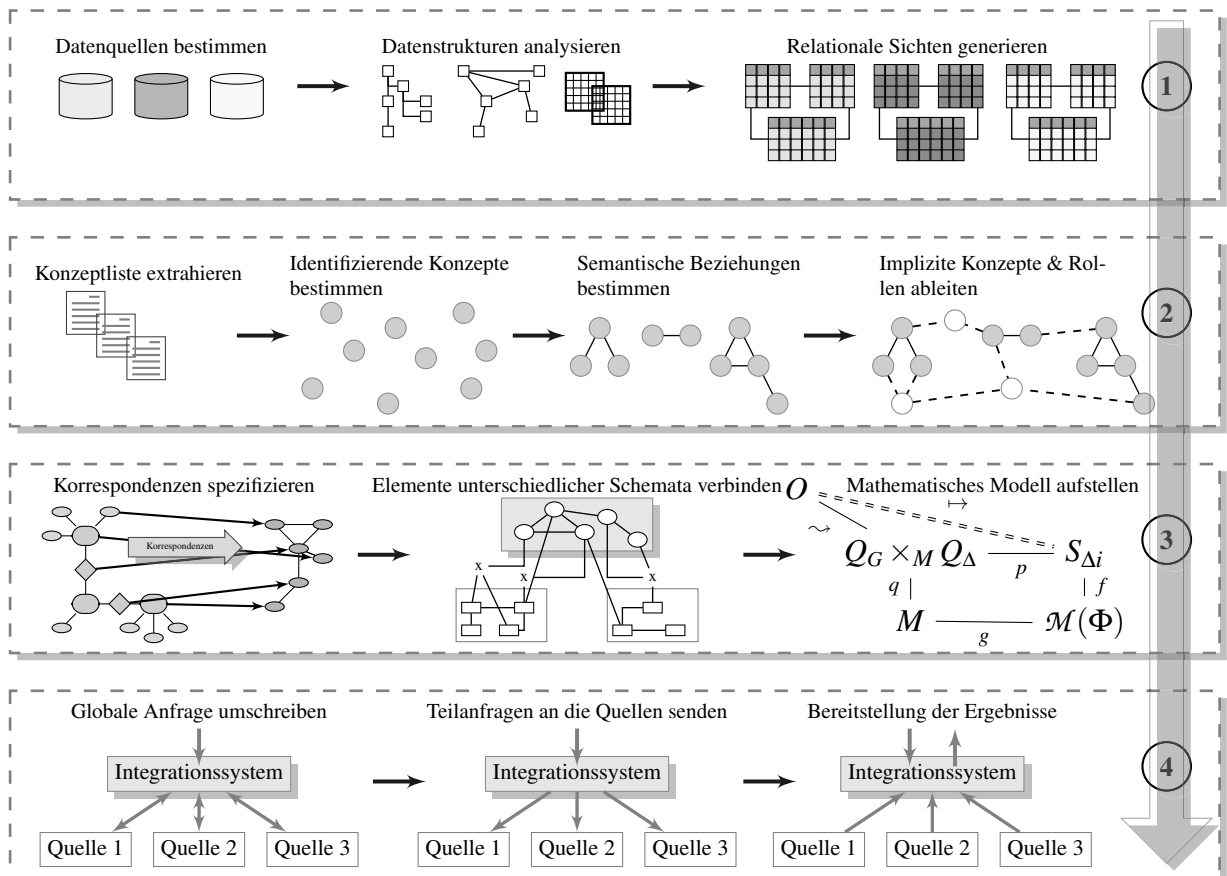 Datenquellen bestimmen
Datenstrukturen analysieren
Relationale Sichten generieren
1
Konzeptliste extrahieren
Identifizierende Konzepte
bestimmen
Semantische Beziehungen
bestimmen
Implizite Konzepte & Rol-
len ableiten
2
Korrespondenzen spezifizieren
Korrespondenzen
Elemente unterschiedlicher Schemata verbinden
x
x
x
Mathematisches Modell aufstellen
O
↦
⤳
Q_G ×_M Q_Δ
p
S_{Δi}
q
f
M
g
ℳ(Φ)
3
Globale Anfrage umschreiben
Integrationssystem
Quelle 1
Quelle 2
Quelle 3
Teilanfragen an die Quellen senden
Integrationssystem
Quelle 1
Quelle 2
Quelle 3
Bereitstellung der Ergebnisse
Integrationssystem
Quelle 1
Quelle 2
Quelle 3
4